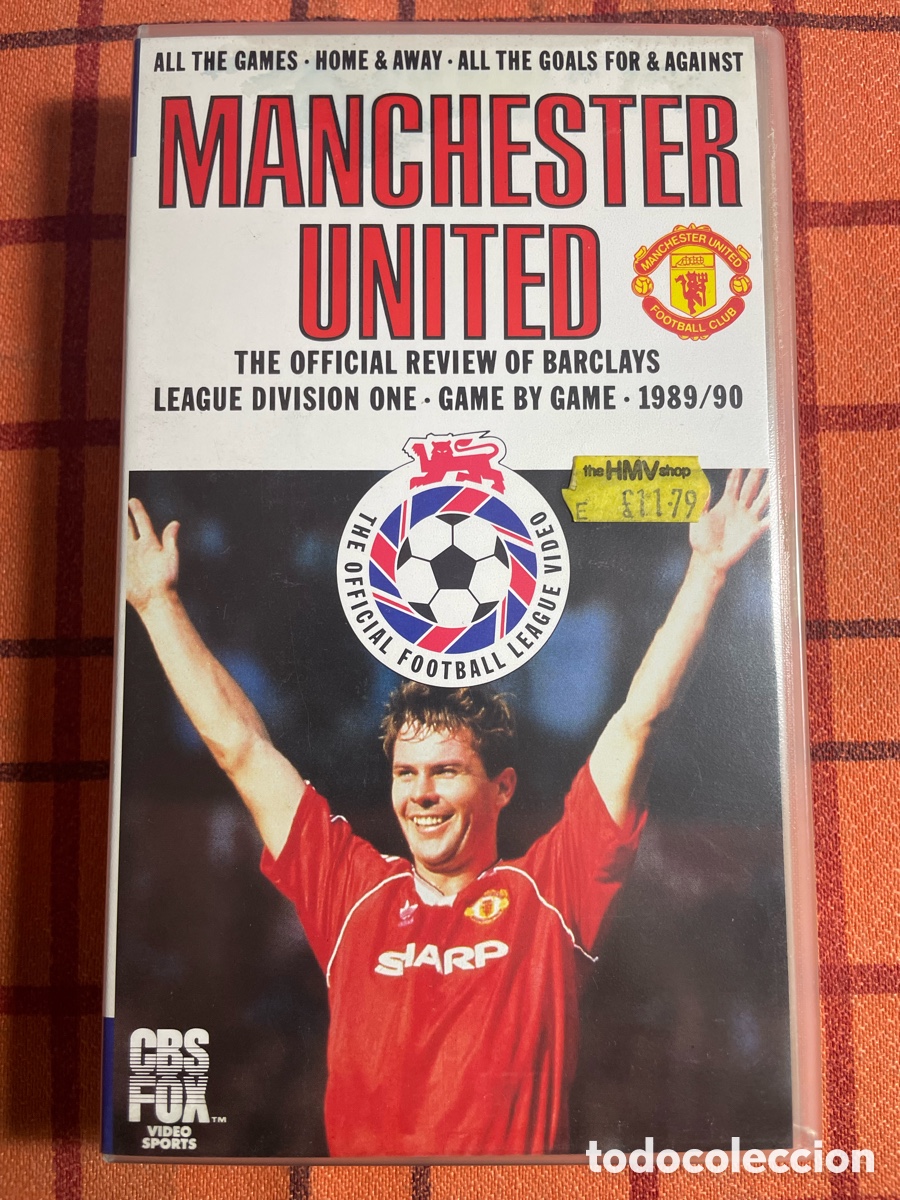 ALL THE GAMES · HOME & AWAY · ALL THE GOALS FOR & AGAINST
MANCHESTER
UNITED
MANCHESTER UNITED
FOOTBALL CLUB
THE OFFICIAL REVIEW OF BARCLAYS
LEAGUE DIVISION ONE · GAME BY GAME · 1989/90
the HMV shop
E £11·79
THE OFFICIAL FOOTBALL LEAGUE VIDEO
SHARP
CBS
FOX™
VIDEO
SPORTS
todocoleccion